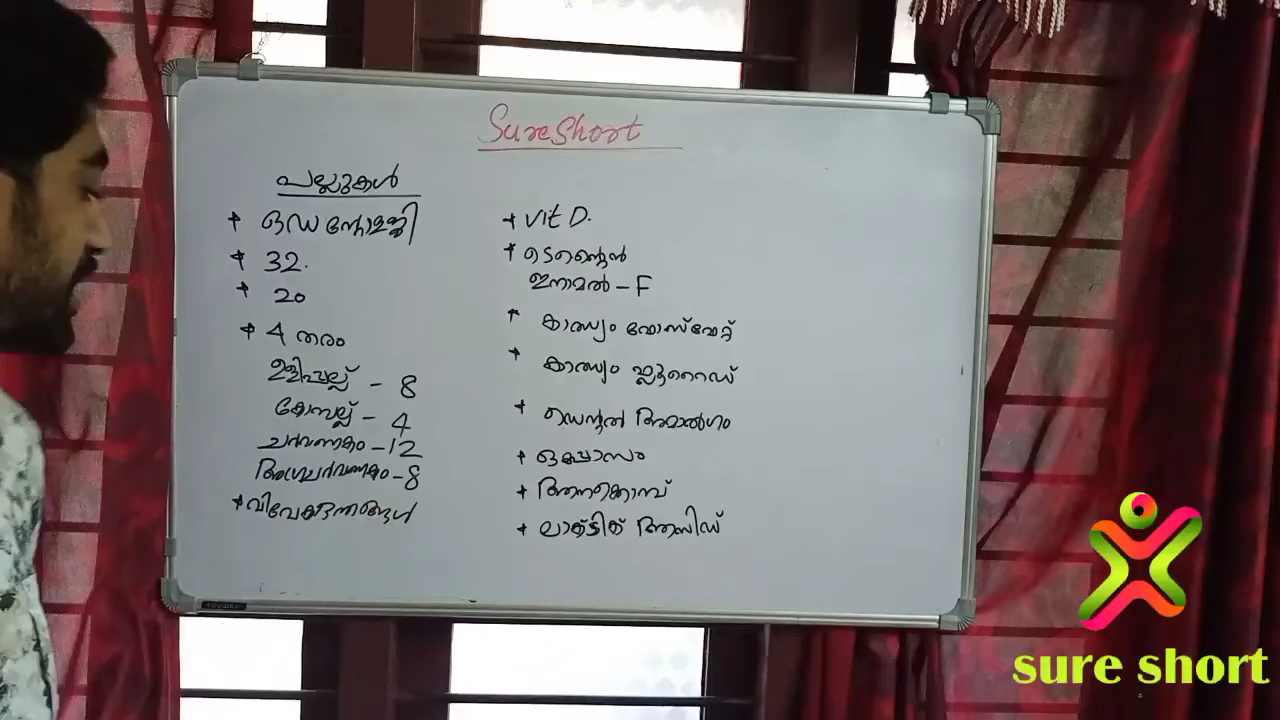 SureShort
പല്ലുകൾ
* ഒഡന്റോളജി
* 32.
* 20
* 4 തരം
ഉളിപ്പല്ല് - 8
കോമ്പല്ല് - 4
ചർവണകം - 12
അഗ്രചർവണകം - 8
* വിവേകദന്തങ്ങൾ
* Vit D.
* ഡെന്റൈൻ
ഇനാമൽ - F
* കാത്സ്യം ഫോസ്ഫേറ്റ്
* കാത്സ്യം ഫ്ലൂറൈഡ്
* ഡെന്റൽ അമാൽഗം
* ഒപ്പോസം
* ആനക്കൊമ്പ്
* ലാക്ടിക് ആസിഡ്
sure short